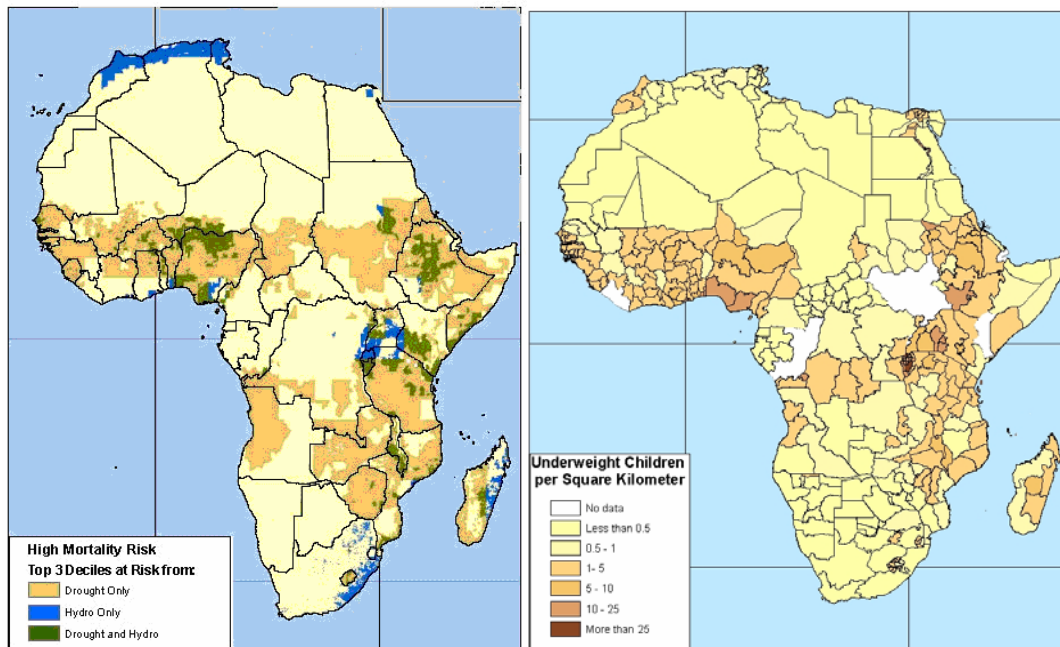 High Mortality Risk
Top 3 Deciles at Risk from:
Drought Only
Hydro Only
Drought and Hydro
Underweight Children
per Square Kilometer
No data
Less than 0.5
0.5 - 1
1- 5
5 - 10
10 - 25
More than 25